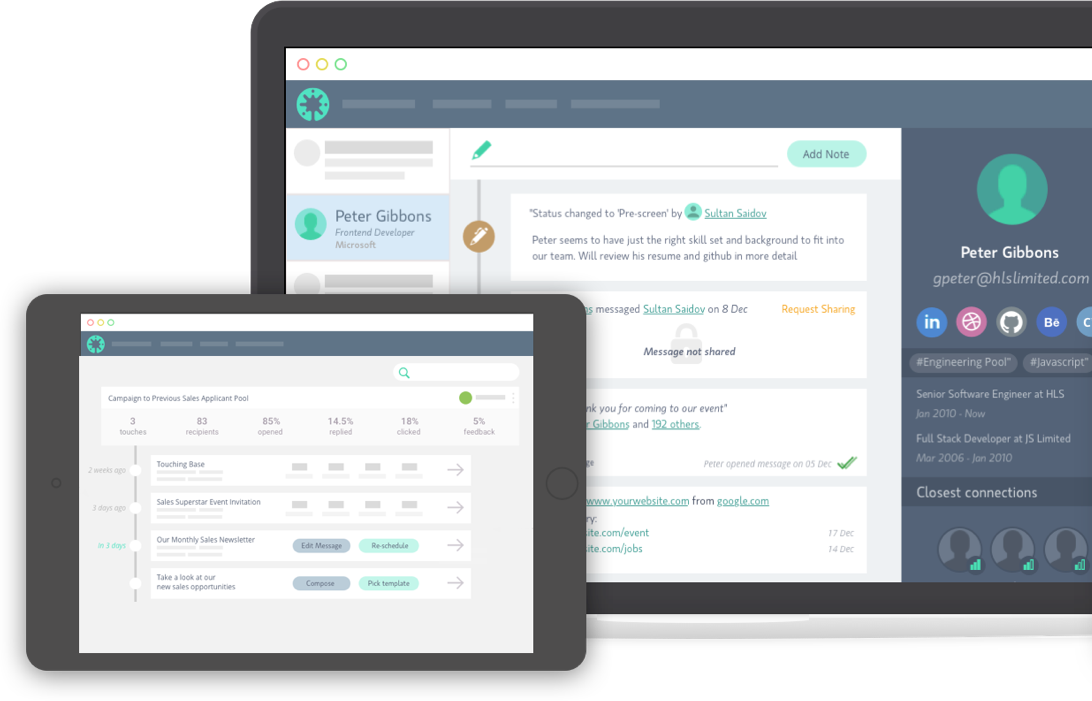 Add Note
Peter Gibbons
Frontend Developer
Microsoft
"Status changed to 'Pre-screen' by Sultan Saidov
Peter seems to have just the right skill set and background to fit into
our team. Will review his resume and github in more detail
messaged Sultan Saidov on 8 Dec
Request Sharing
Message not shared
you for coming to our event"
Gibbons and 192 others.
Peter opened message on 05 Dec
www.yourwebsite.com from google.com
site.com/event
17 Dec
site.com/jobs
14 Dec
Peter Gibbons
gpeter@hlslimited.com
in
Bē
#Engineering Pool"
#Javascript"
Senior Software Engineer at HLS
Jan 2010 - Now
Full Stack Developer at JS Limited
Mar 2006 - Jan 2010
Closest connections
Campaign to Previous Sales Applicant Pool
3
touches
83
recipients
85%
opened
14.5%
replied
18%
clicked
5%
feedback
2 weeks ago
Touching Base
3 days ago
Sales Superstar Event Invitation
in 3 days
Our Monthly Sales Newsletter
Edit Message
Re-schedule
Take a look at our
new sales opportunities
Compose
Pick template